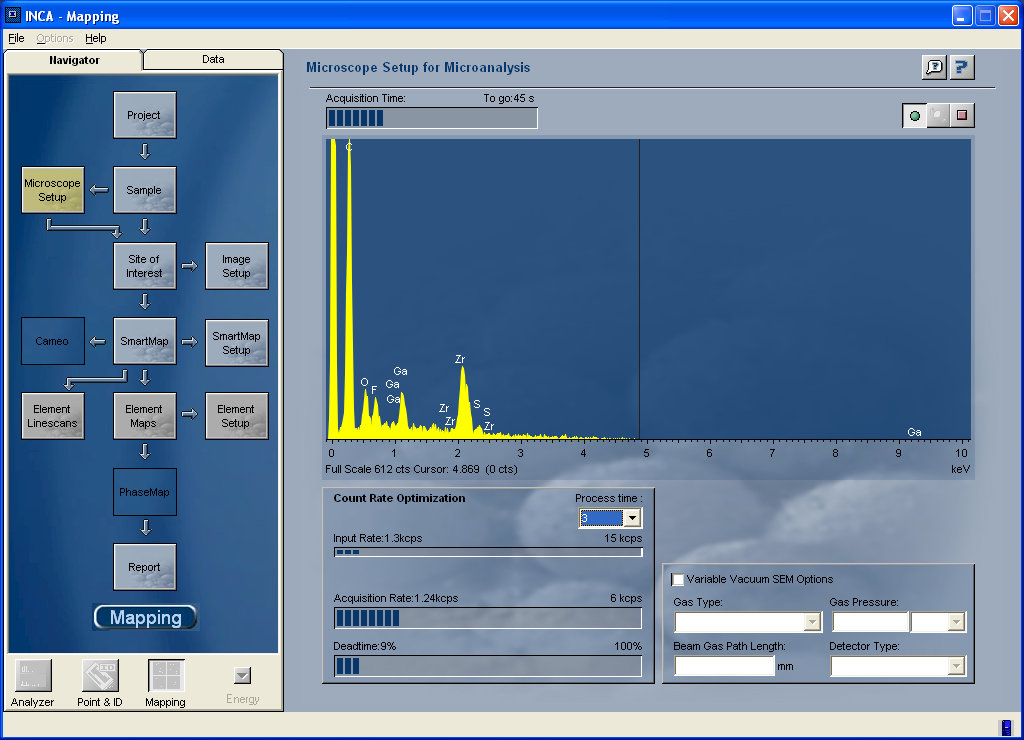 INCA - Mapping
File Options Help
Navigator Data
Microscope Setup for Microanalysis
Project
Microscope Setup
Sample
Site of Interest
Image Setup
Cameo
SmartMap
SmartMap Setup
Element Linescans
Element Maps
Element Setup
PhaseMap
Report
Mapping
Analyzer Point & ID Mapping Energy
Acquisition Time: To go:45 s
C
O
F
Ga
Ga
Ga
Zr
Zr
Zr
S
S
Zr
Ga
0 1 2 3 4 5 6 7 8 9 10
Full Scale 612 cts Cursor: 4.869 (0 cts) keV
Count Rate Optimization Process time :
3
Input Rate:1.3kcps 15 kcps
Acquisition Rate:1.24kcps 6 kcps
Deadtime:9% 100%
Variable Vacuum SEM Options
Gas Type: Gas Pressure:
Beam Gas Path Length: Detector Type:
mm